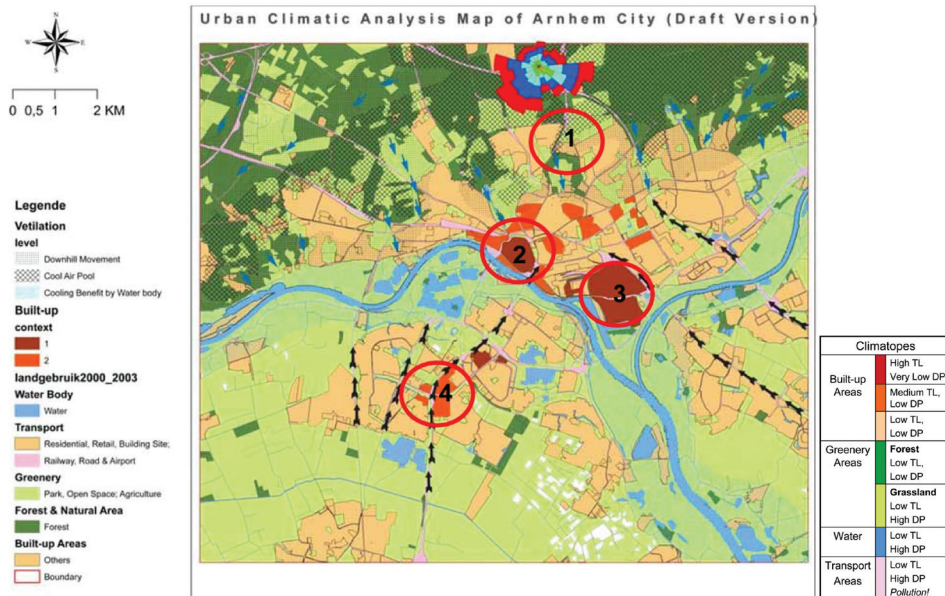 Urban Climatic Analysis Map of Arnhem City (Draft Version)
N
W
E
S
0 0,5 1 2 KM
Legende
Vetilation
level
Downhill Movement
Cool Air Pool
Cooling Benefit by Water body
Built-up
context
1
2
landgebruik2000_2003
Water Body
Water
Transport
Residential, Retail, Building Site;
Railway, Road & Airport
Greenery
Park, Open Space; Agriculture
Forest & Natural Area
Forest
Built-up Areas
Others
Boundary
1
2
3
4
Climatopes
Built-up
Areas
High TL
Very Low DP
Medium TL,
Low DP
Low TL,
Low DP
Greenery
Areas
Forest
Low TL,
Low DP
Grassland
Low TL
High DP
Water
Low TL
High DP
Transport
Areas
Low TL
High DP
Pollution!